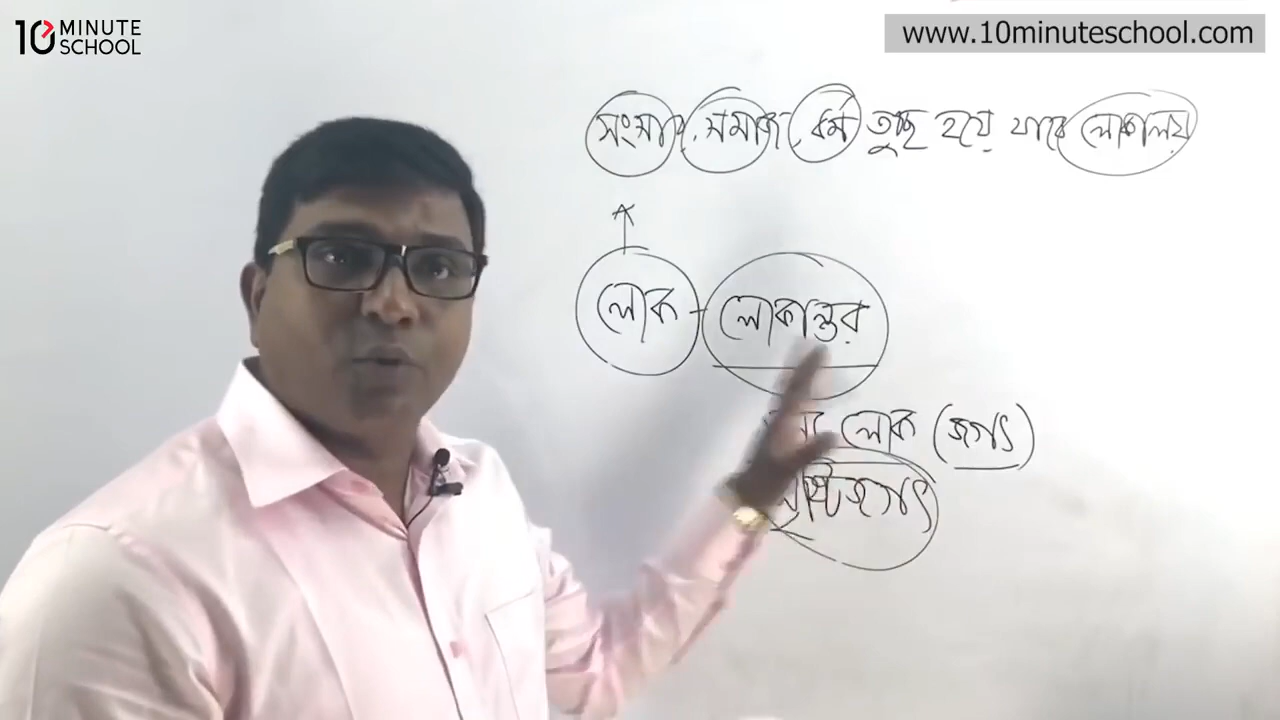 10 MINUTE SCHOOL
www.10minuteschool.com
সংসার, সমাজ, ধর্ম তুচ্ছ হয়ে যাবে লোকালয়
লোক - লোকান্তর
লোক (জগৎ)